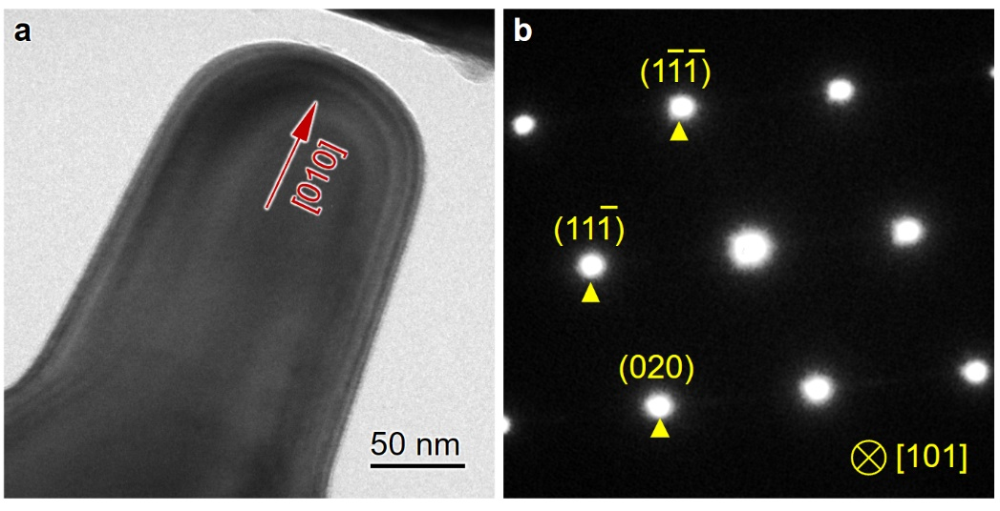 a
[010]
50 nm
b
(11̅1̅)
(111̅)
(020)
[101]